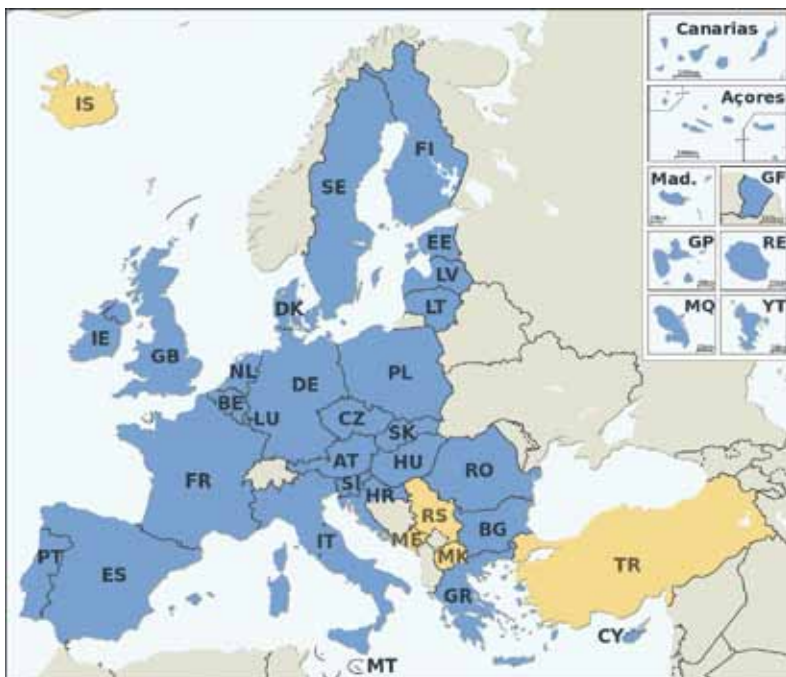 Canarias
IS
Açores
FI
SE
Mad.
GF
EE
GP
RE
LV
DK
LT
MQ
YT
IE
GB
NL
DE
PL
BE
LU
CZ
SK
AT
HU
RO
FR
SI
HR
RS
BG
PT
IT
ME
MK
ES
TR
GR
CY
MT